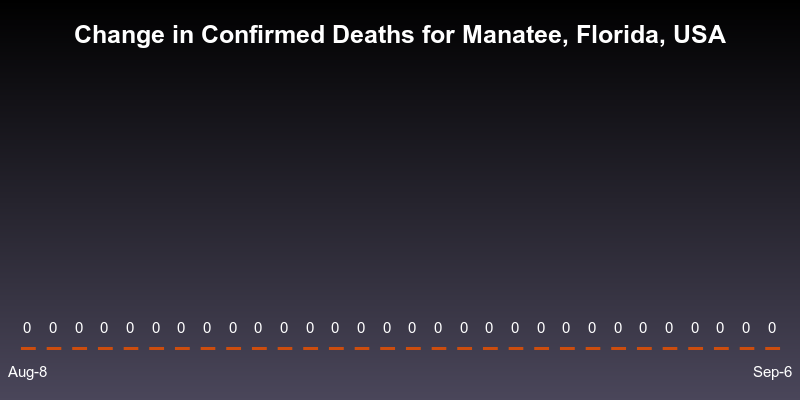 Change in Confirmed Deaths for Manatee, Florida, USA
0 0 0 0 0 0 0 0 0 0 0 0 0 0 0 0 0 0 0 0 0 0 0 0 0 0 0 0 0 0
Aug-8 Sep-6